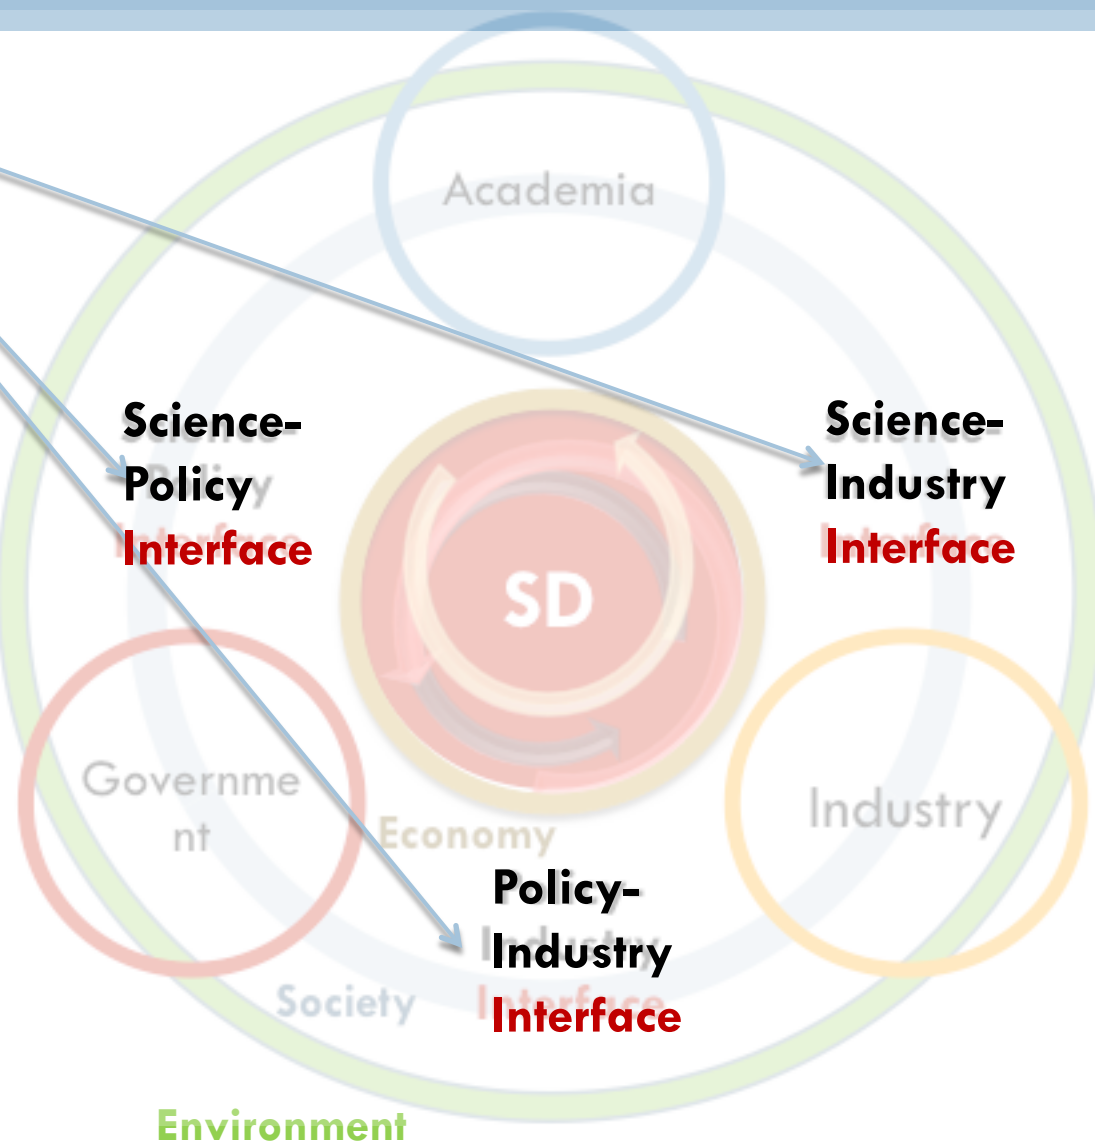 Academia
Science-
Policy
Interface
Science-
Industry
Interface
SD
Governme
nt
Industry
Economy
Policy-
Industry
Interface
Society
Environment